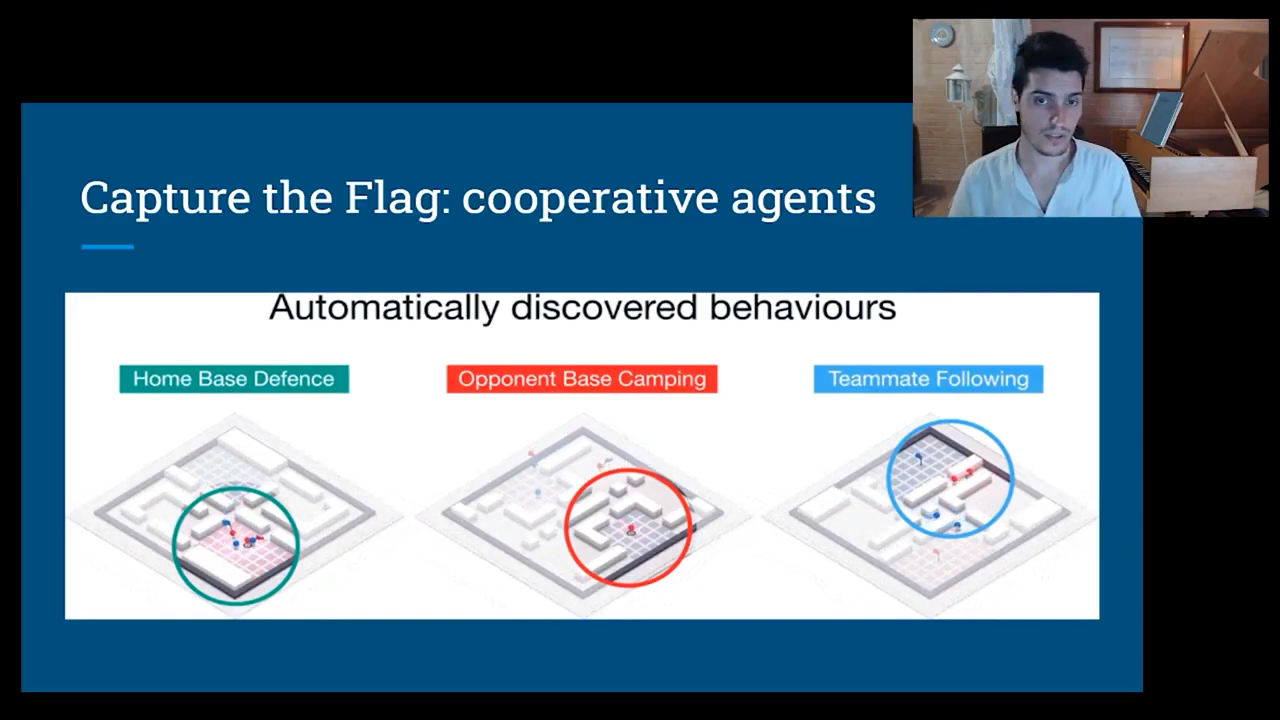 Capture the Flag: cooperative agents
Automatically discovered behaviours
Home Base Defence
Opponent Base Camping
Teammate Following